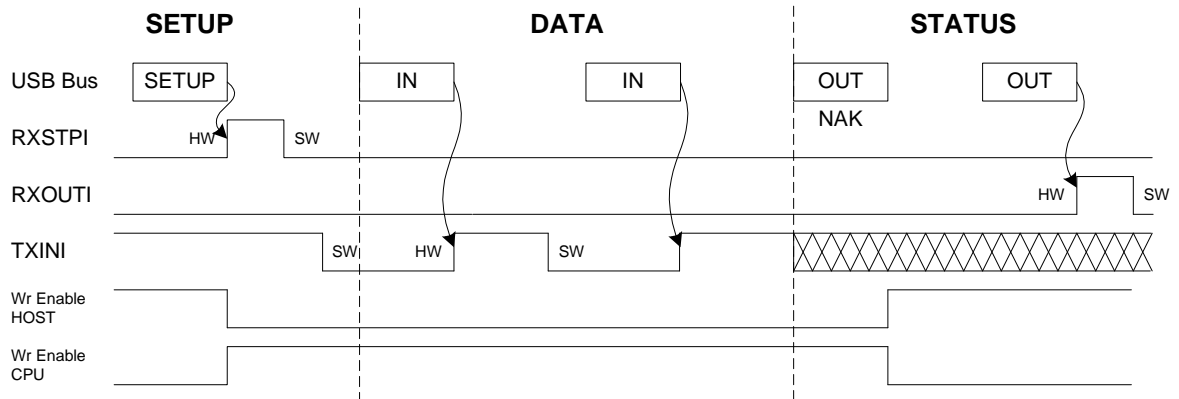 SETUP DATA STATUS
USB Bus SETUP IN IN OUT OUT
NAK
RXSTPI HW SW
RXOUTI HW SW
TXINI SW HW SW
Wr Enable
HOST
Wr Enable
CPU